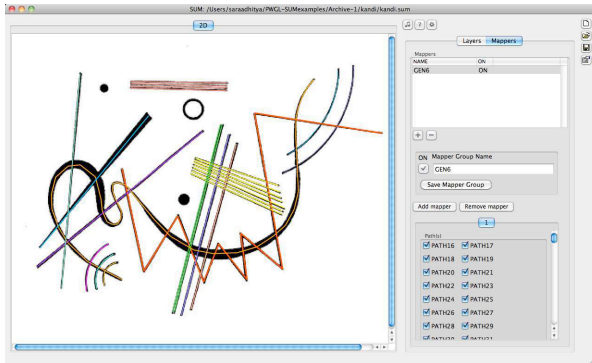 SUM: /Users/saraadhitya/PWGL-SUMexamples/Archive-1/kandi/kandi.sum
2D
Layers Mappers
Mappers
NAME ON
GEN6 ON
ON Mapper Group Name
GEN6
Save Mapper Group
Add mapper Remove mapper
1
Path(s)
PATH16 PATH17
PATH18 PATH19
PATH20 PATH21
PATH22 PATH23
PATH24 PATH25
PATH26 PATH27
PATH28 PATH29